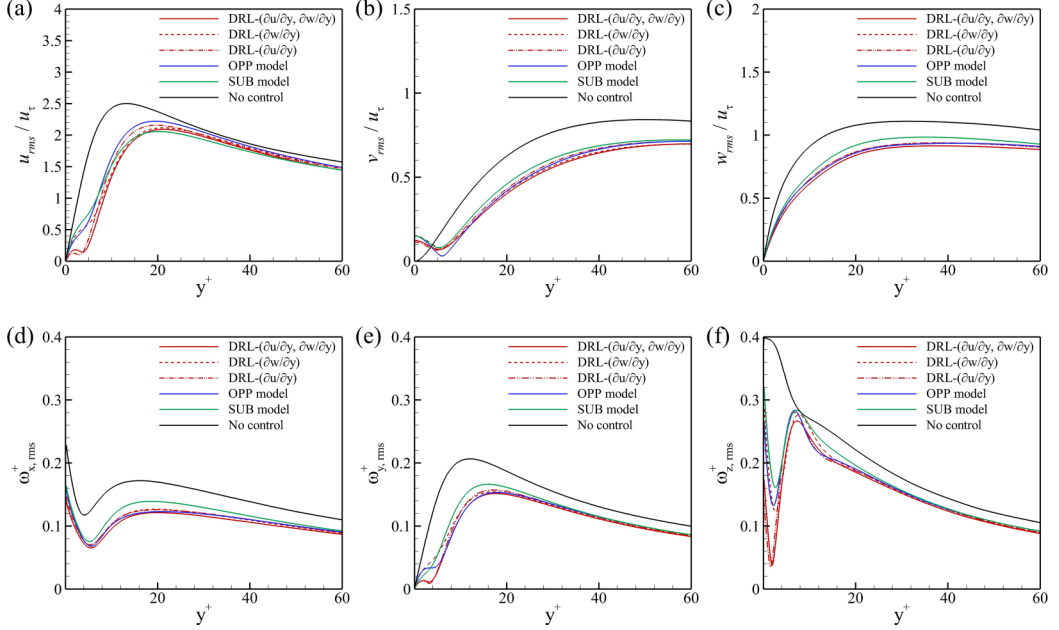 (a)
4
3.5
3
2.5
2
1.5
1
0.5
0
0
20
40
60
u_rms / u_τ
y⁺
DRL-(∂u/∂y, ∂w/∂y)
DRL-(∂w/∂y)
DRL-(∂u/∂y)
OPP model
SUB model
No control
(b)
1.5
1
0.5
0
0
20
40
60
v_rms / u_τ
y⁺
DRL-(∂u/∂y, ∂w/∂y)
DRL-(∂w/∂y)
DRL-(∂u/∂y)
OPP model
SUB model
No control
(c)
2
1.5
1
0.5
0
0
20
40
60
w_rms / u_τ
y⁺
DRL-(∂u/∂y, ∂w/∂y)
DRL-(∂w/∂y)
DRL-(∂u/∂y)
OPP model
SUB model
No control
(d)
0.4
0.3
0.2
0.1
0
0
20
40
60
ω⁺_x, rms
y⁺
DRL-(∂u/∂y, ∂w/∂y)
DRL-(∂w/∂y)
DRL-(∂u/∂y)
OPP model
SUB model
No control
(e)
0.4
0.3
0.2
0.1
0
0
20
40
60
ω⁺_y, rms
y⁺
DRL-(∂u/∂y, ∂w/∂y)
DRL-(∂w/∂y)
DRL-(∂u/∂y)
OPP model
SUB model
No control
(f)
0.4
0.3
0.2
0.1
0
0
20
40
60
ω⁺_z, rms
y⁺
DRL-(∂u/∂y, ∂w/∂y)
DRL-(∂w/∂y)
DRL-(∂u/∂y)
OPP model
SUB model
No control